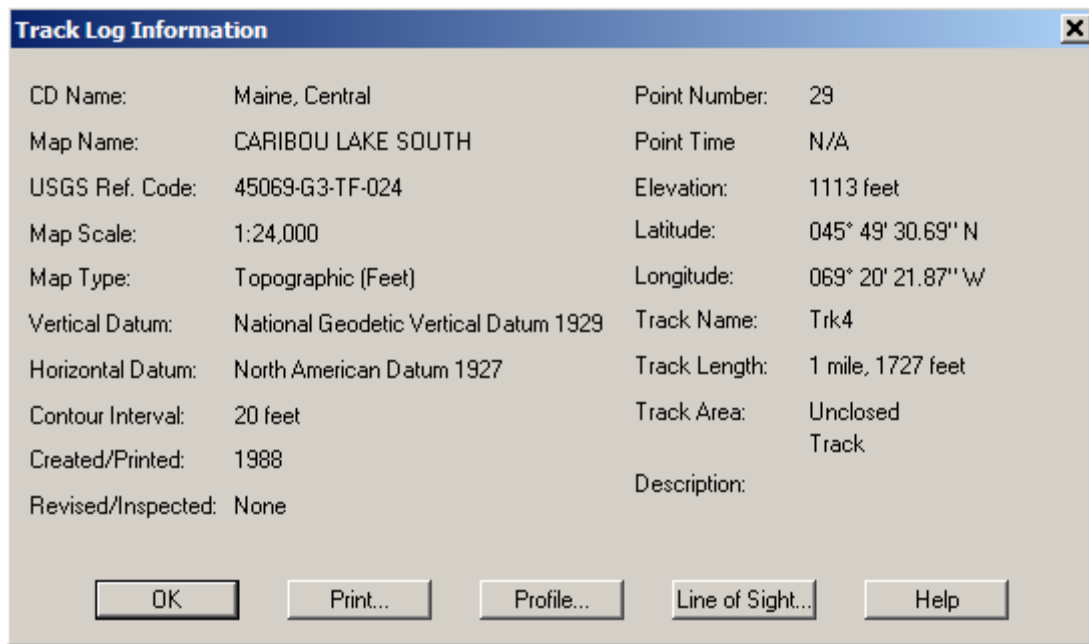 Track Log Information
CD Name: Maine, Central
Map Name: CARIBOU LAKE SOUTH
USGS Ref. Code: 45069-G3-TF-024
Map Scale: 1:24,000
Map Type: Topographic (Feet)
Vertical Datum: National Geodetic Vertical Datum 1929
Horizontal Datum: North American Datum 1927
Contour Interval: 20 feet
Created/Printed: 1988
Revised/Inspected: None
Point Number: 29
Point Time N/A
Elevation: 1113 feet
Latitude: 045° 49' 30.69'' N
Longitude: 069° 20' 21.87'' W
Track Name: Trk4
Track Length: 1 mile, 1727 feet
Track Area: Unclosed
Track
Description:
OK Print... Profile... Line of Sight... Help